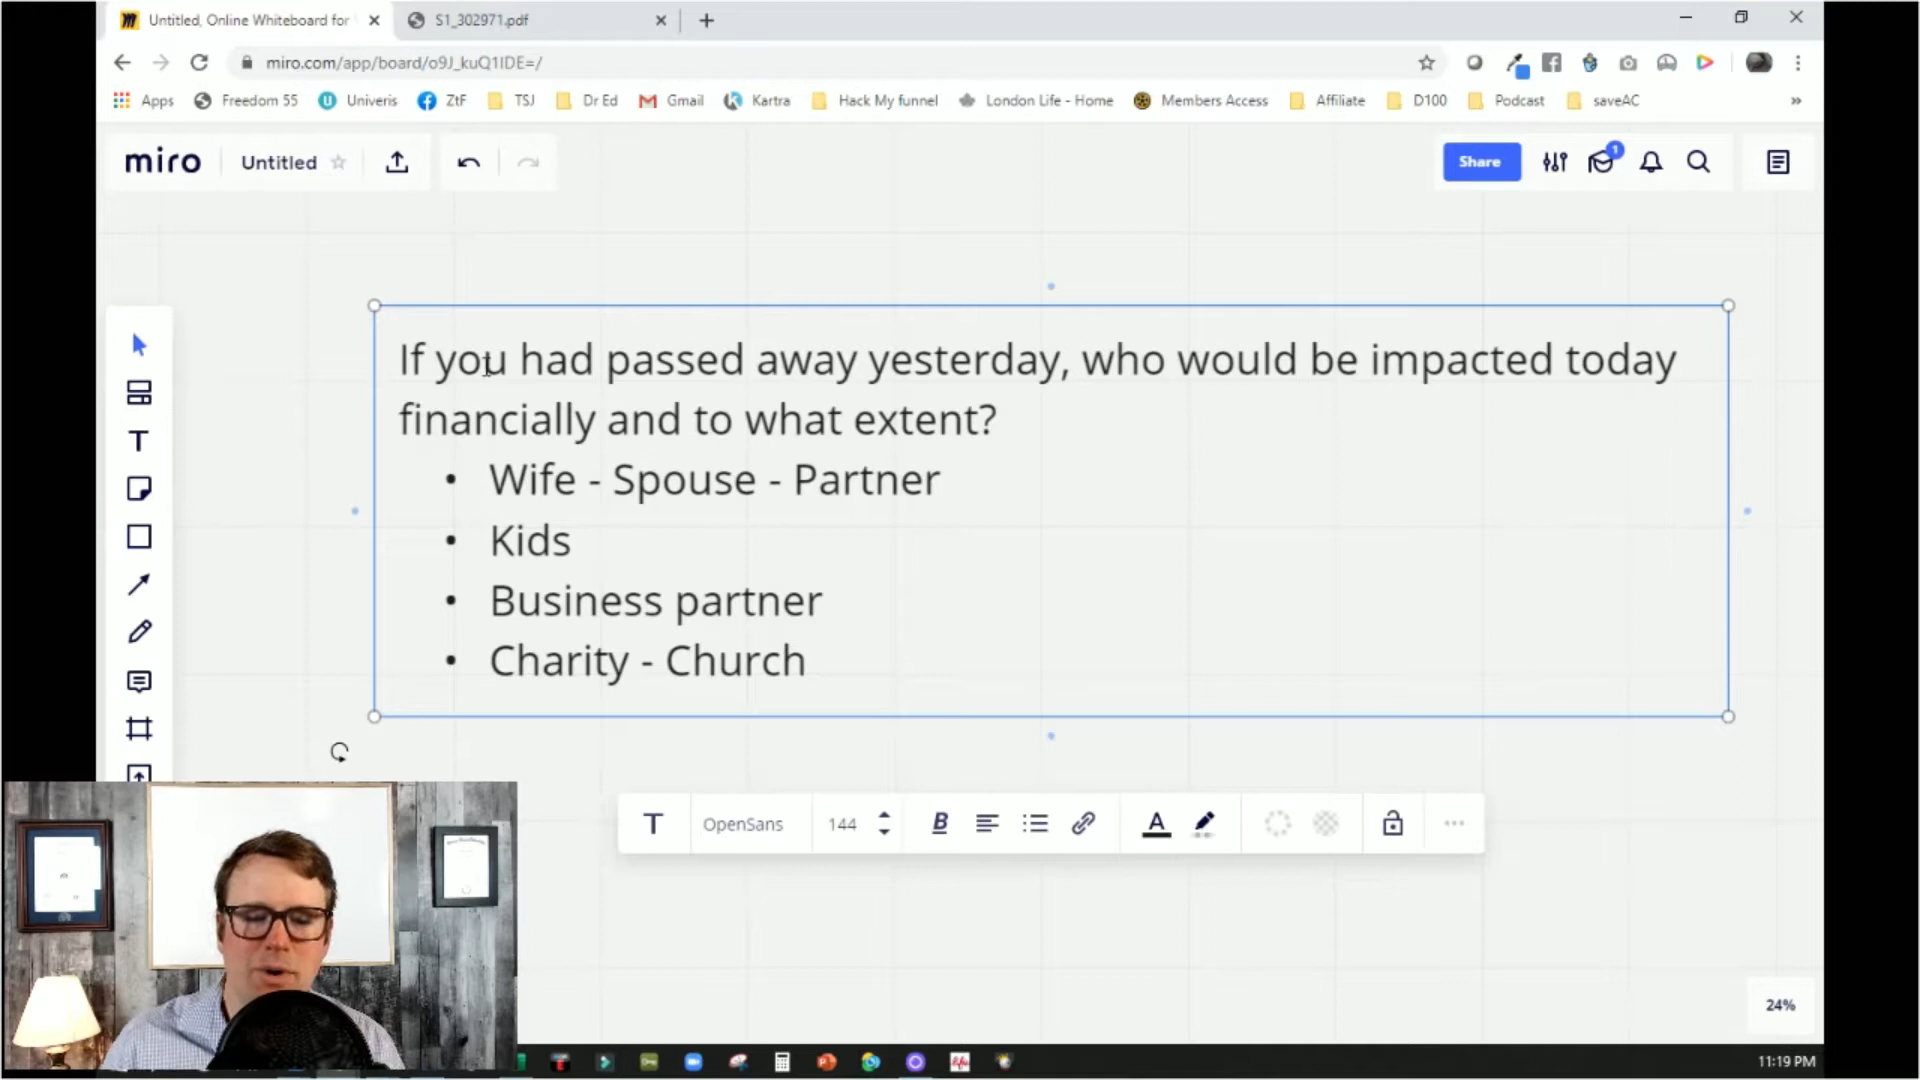 Untitled, Online Whiteboard for
S1_302971.pdf
miro.com/app/board/o9J_kuQ1IDE=/
Apps Freedom 55 Univeris ZtF TSJ Dr Ed Gmail Kartra Hack My funnel London Life - Home Members Access Affiliate D100 Podcast saveAC »
miro Untitled Share 1
If you had passed away yesterday, who would be impacted today
financially and to what extent?
• Wife - Spouse - Partner
• Kids
• Business partner
• Charity - Church
T OpenSans 144 B A
24%
11:19 PM